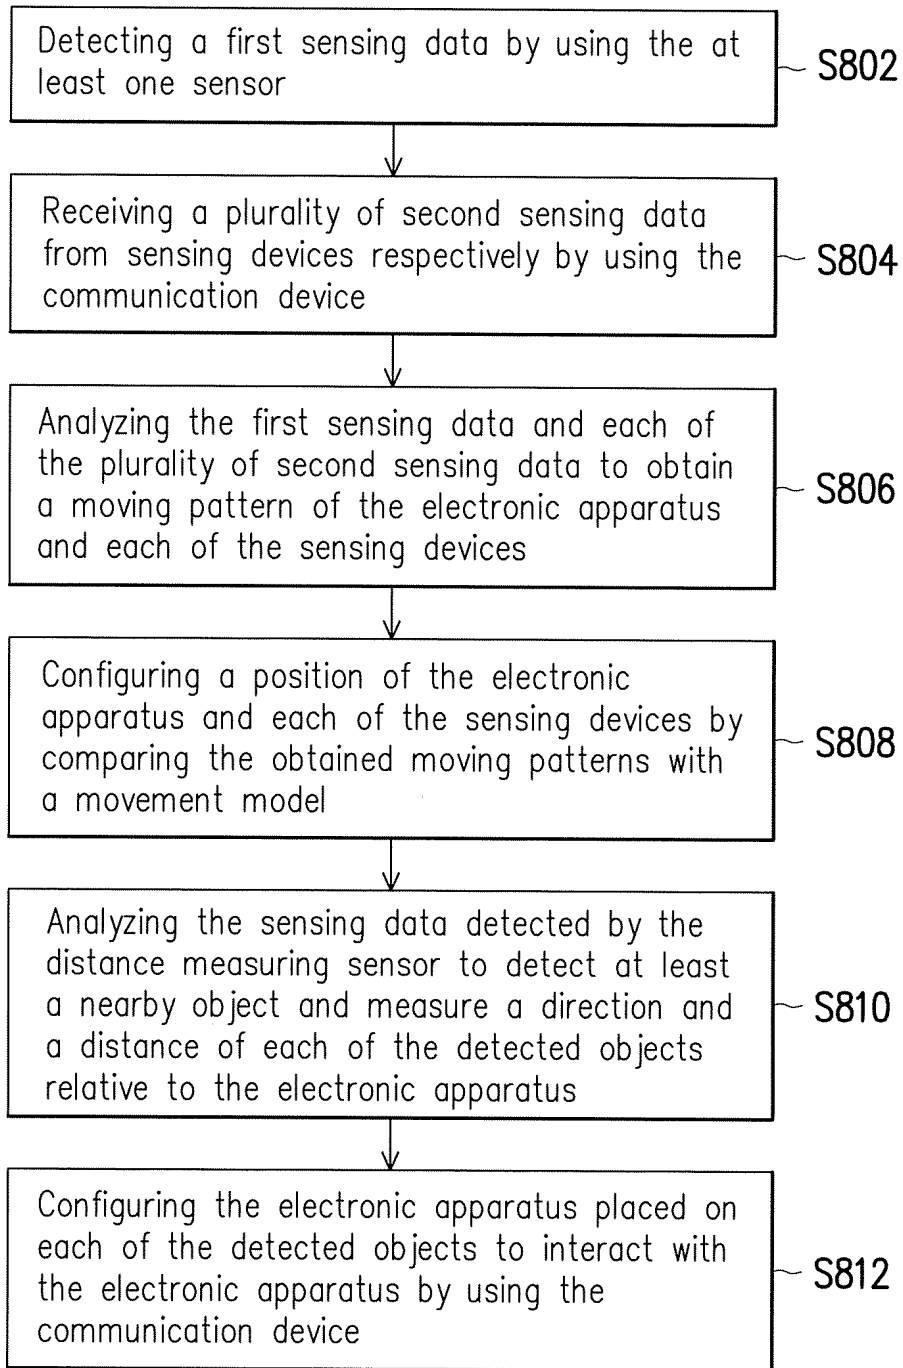 Detecting a first sensing data by using the at
least one sensor
S802
Receiving a plurality of second sensing data
from sensing devices respectively by using the
communication device
S804
Analyzing the first sensing data and each of
the plurality of second sensing data to obtain
a moving pattern of the electronic apparatus
and each of the sensing devices
S806
Configuring a position of the electronic
apparatus and each of the sensing devices by
comparing the obtained moving patterns with
a movement model
S808
Analyzing the sensing data detected by the
distance measuring sensor to detect at least
a nearby object and measure a direction and
a distance of each of the detected objects
relative to the electronic apparatus
S810
Configuring the electronic apparatus placed on
each of the detected objects to interact with
the electronic apparatus by using the
communication device
S812